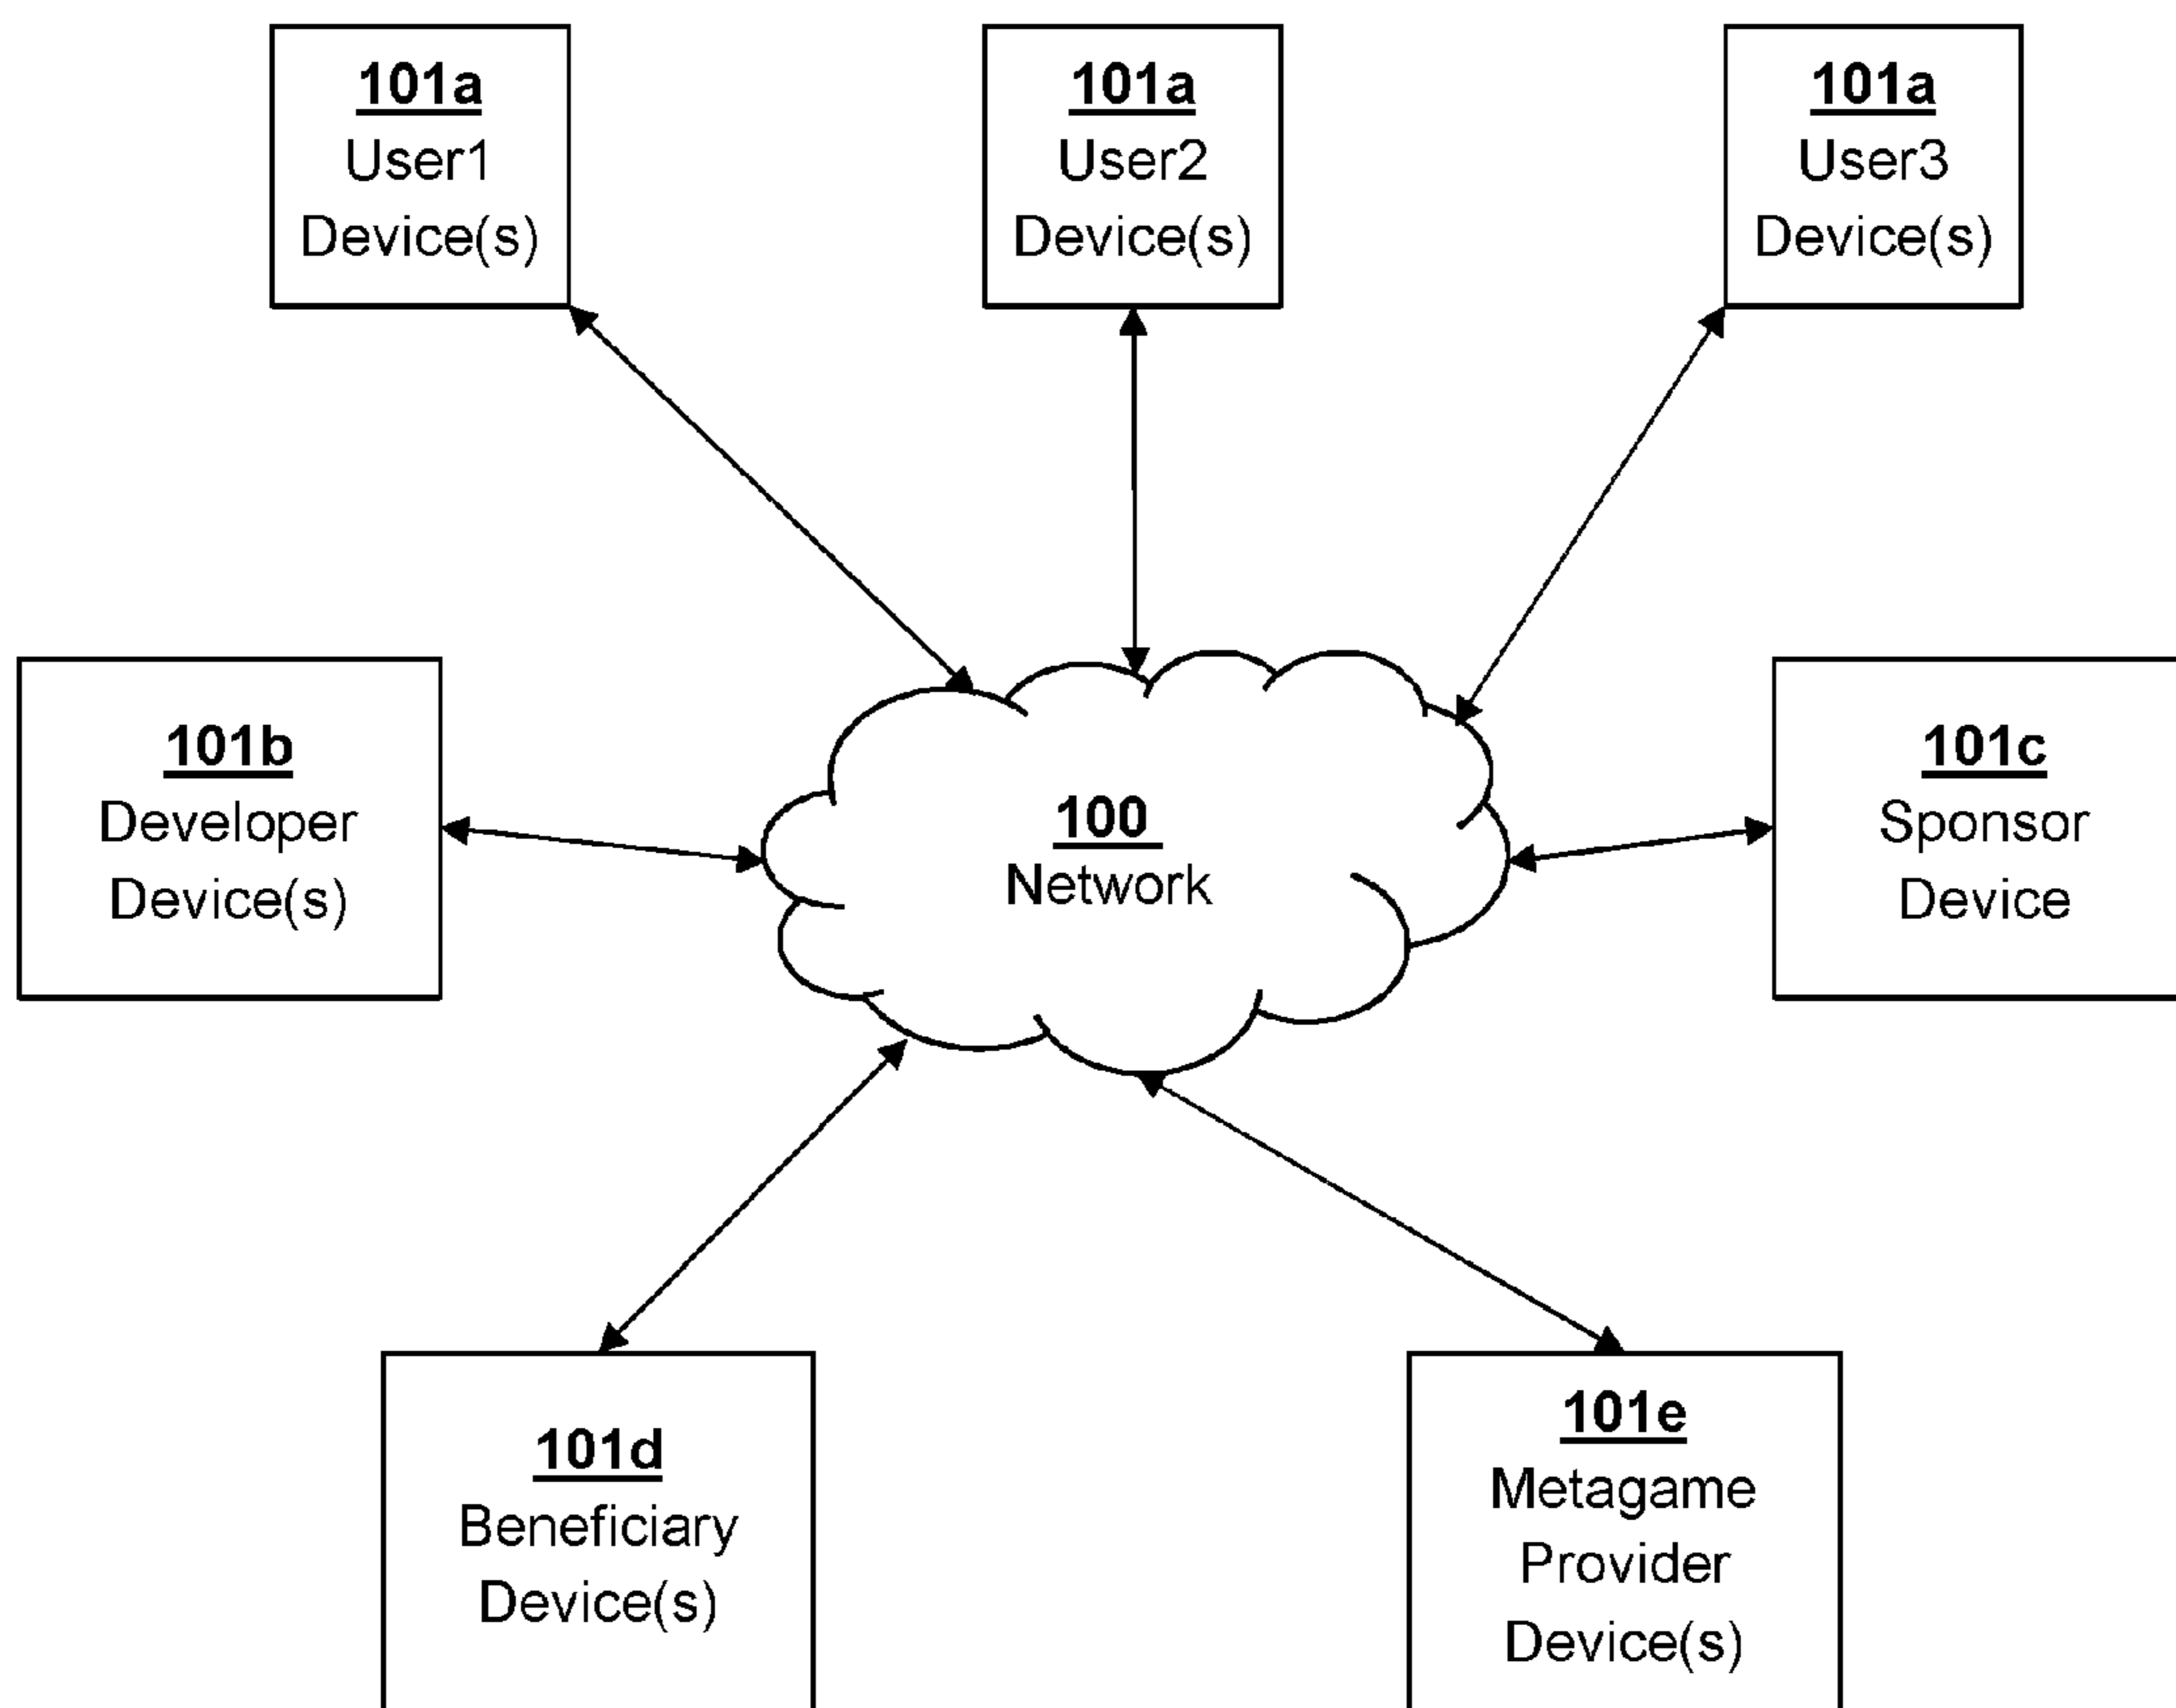 101a
User1
Device(s)
101a
User2
Device(s)
101a
User3
Device(s)
101b
Developer
Device(s)
100
Network
101c
Sponsor
Device
101d
Beneficiary
Device(s)
101e
Metagame
Provider
Device(s)